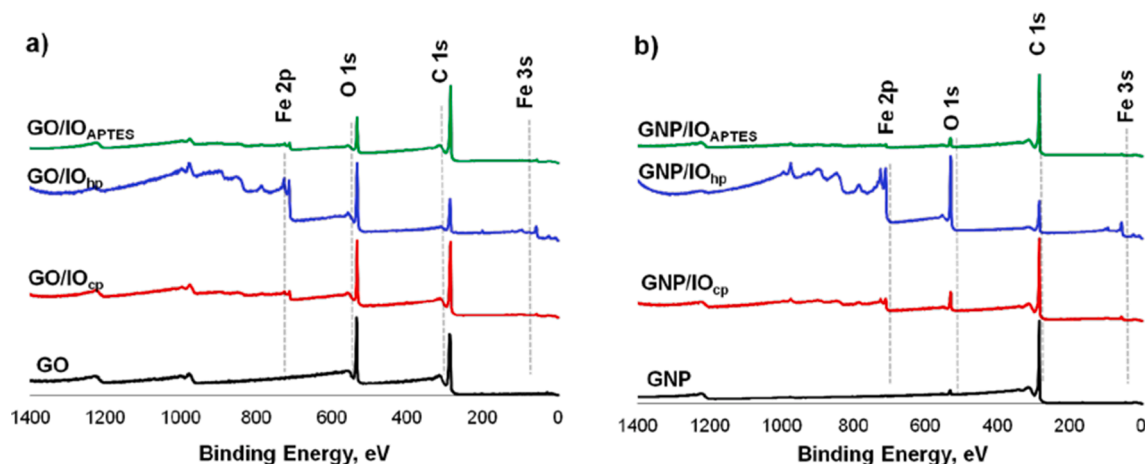 a)
Fe 2p
O 1s
C 1s
Fe 3s
GO/IOAPTES
GO/IOhp
GO/IOcp
GO
1400 1200 1000 800 600 400 200 0
Binding Energy, eV
b)
Fe 2p
O 1s
C 1s
Fe 3s
GNP/IOAPTES
GNP/IOhp
GNP/IOcp
GNP
1400 1200 1000 800 600 400 200 0
Binding Energy, eV